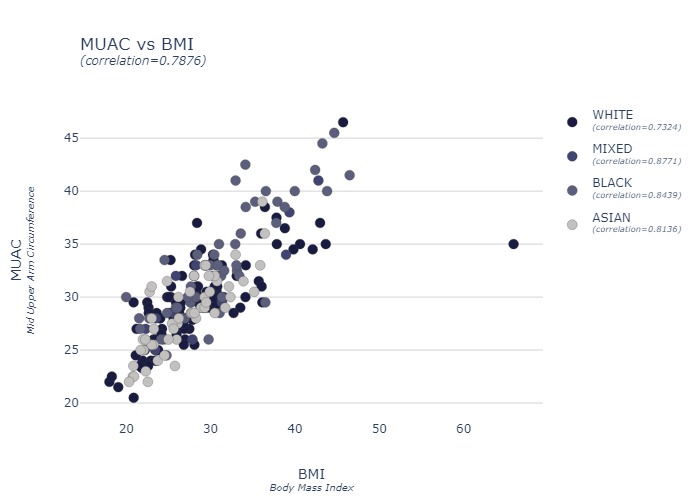 MUAC vs BMI
(correlation=0.7876)
WHITE
(correlation=0.7324)
MIXED
(correlation=0.8771)
BLACK
(correlation=0.8439)
ASIAN
(correlation=0.8136)
MUAC
Mid Upper Arm Circumference
45
40
35
30
25
20
20 30 40 50 60
BMI
Body Mass Index